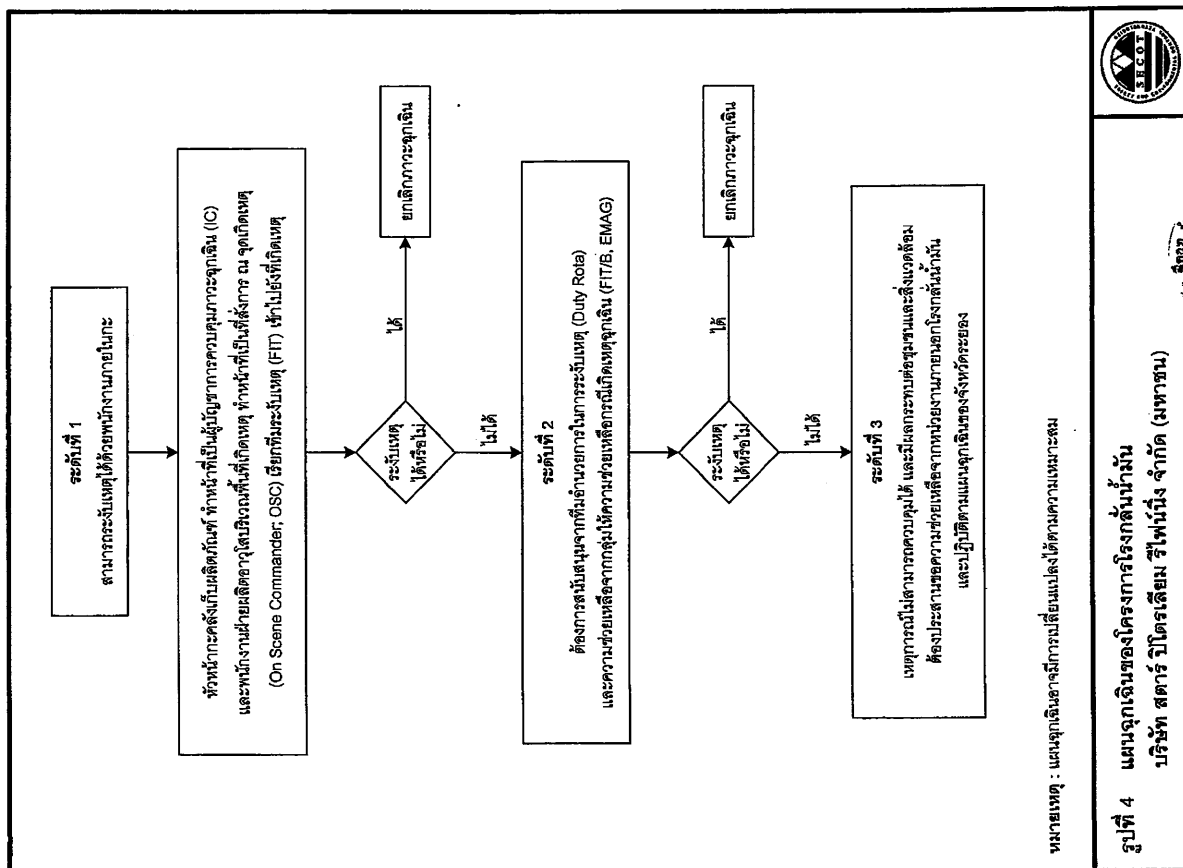 ระดับที่ 1
สามารถระงับเหตุได้ด้วยพนักงานภายในกะ
หัวหน้ากะคลังเก็บผลิตภัณฑ์ ทำหน้าที่เป็นผู้บัญชาการควบคุมภาวะฉุกเฉิน (IC)
และพนักงานฝ่ายผลิตอาวุโสบริเวณพื้นที่เกิดเหตุ ทำหน้าที่เป็นที่สั่งการ ณ จุดเกิดเหตุ
(On Scene Commander; OSC) เรียกทีมระงับเหตุ (FIT) เข้าไปยังที่เกิดเหตุ
ระงับเหตุ
ได้หรือไม่
ได้
ยกเลิกภาวะฉุกเฉิน
ไม่ได้
ระดับที่ 2
ต้องการสนับสนุนจากทีมอำนวยการในการระงับเหตุ (Duty Rota)
และความช่วยเหลือจากกลุ่มให้ความช่วยเหลือกรณีเกิดเหตุฉุกเฉิน (FIT/B, EMAG)
ระงับเหตุ
ได้หรือไม่
ได้
ยกเลิกภาวะฉุกเฉิน
ไม่ได้
ระดับที่ 3
เหตุการณ์ไม่สามารถควบคุมได้ และมีผลกระทบต่อชุมชนและสิ่งแวดล้อม
ต้องประสานขอความช่วยเหลือจากหน่วยงานภายนอกโรงกลั่นน้ำมัน
และปฏิบัติตามแผนฉุกเฉินของจังหวัดระยอง
หมายเหตุ : แผนฉุกเฉินอาจมีการเปลี่ยนแปลงได้ตามความเหมาะสม
รูปที่ 4 แผนฉุกเฉินของโครงการโรงกลั่นน้ำมัน
บริษัท สตาร์ ปิโตรเลียม รีไฟน์นิ่ง จำกัด (มหาชน)
SECOT